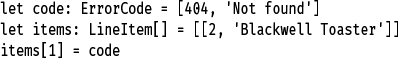 let code: ErrorCode = [404, 'Not found']
let items: LineItem[] = [[2, 'Blackwell Toaster']]
items[1] = code